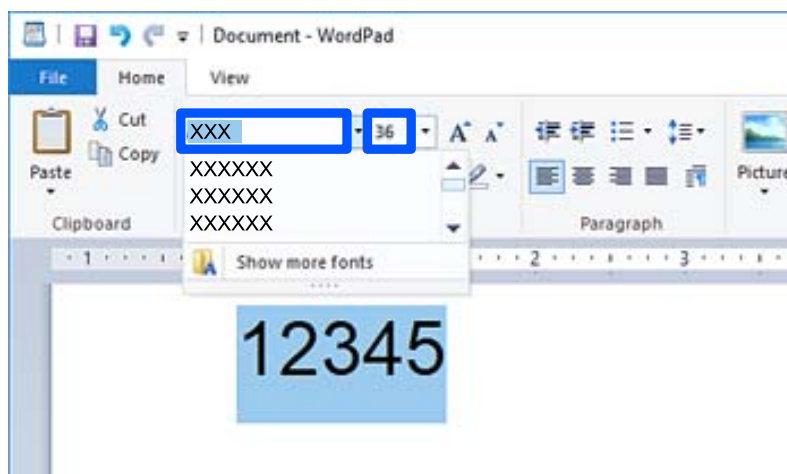 Document - WordPad
File Home View
Paste
Cut
Copy
Clipboard
XXX 36 A A
XXXXXX
XXXXXX
XXXXXX
Show more fonts
Paragraph
Picture
1 2 3
12345